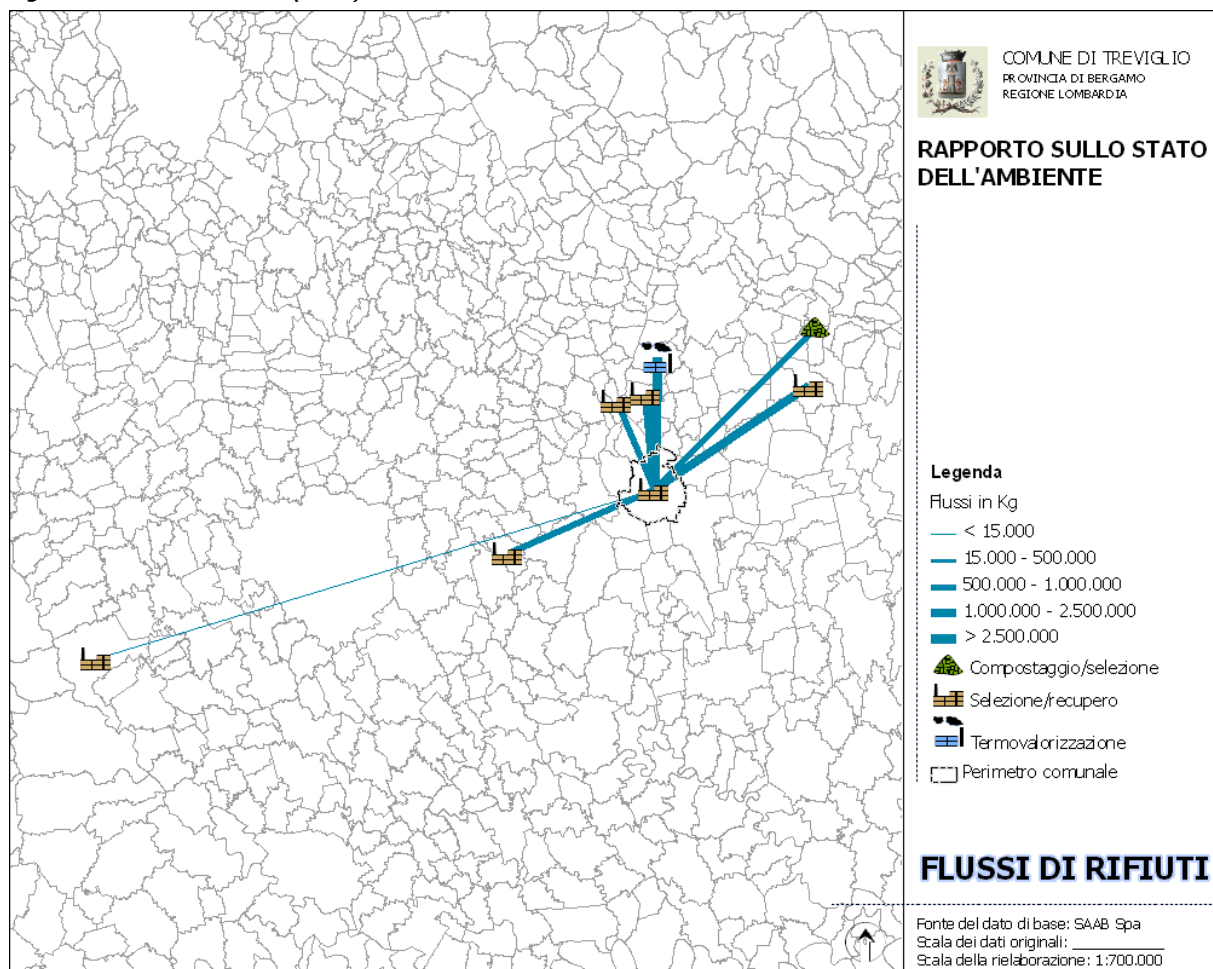 COMUNE DI TREVIGLIO
PROVINCIA DI BERGAMO
REGIONE LOMBARDIA
RAPPORTO SULLO STATO
DELL'AMBIENTE
Legenda
Flussi in Kg
< 15.000
15.000 - 500.000
500.000 - 1.000.000
1.000.000 - 2.500.000
> 2.500.000
Compostaggio/selezione
Selezione/recupero
Termovalorizzazione
Perimetro comunale
FLUSSI DI RIFIUTI
Fonte del dato di base: SAAB Spa
Scala dei dati originali: __________
Scala della rielaborazione: 1:700.000